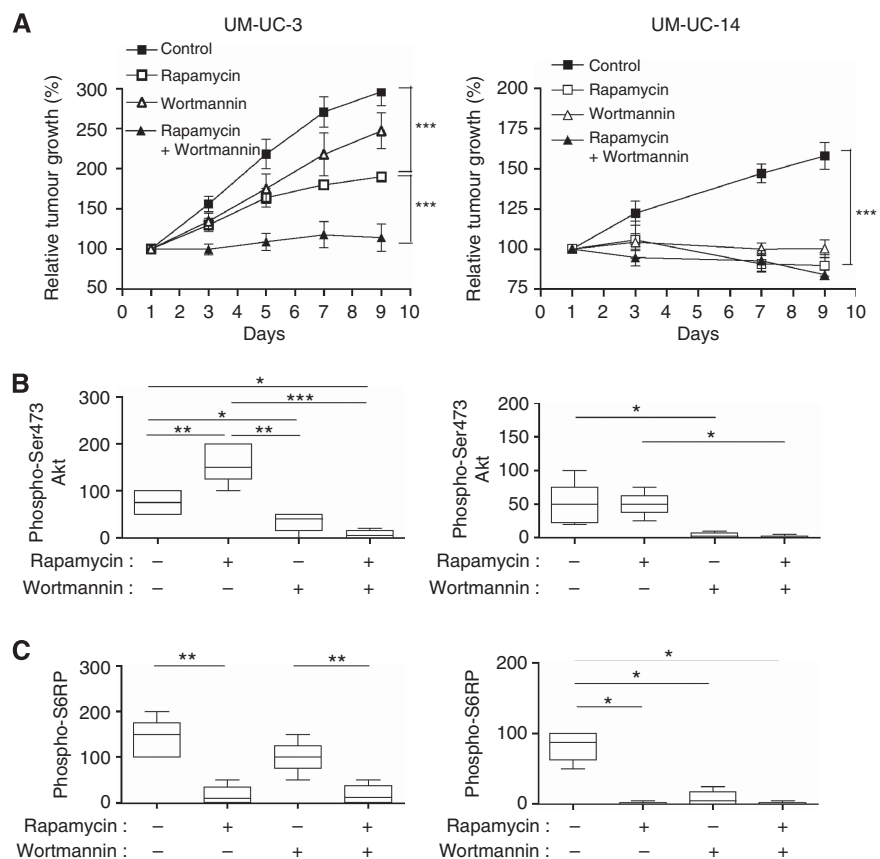 A
UM-UC-3
UM-UC-14
Relative tumour growth (%)
300
250
200
150
100
50
Control
Rapamycin
Wortmannin
Rapamycin
+ Wortmannin
***
***
0 1 2 3 4 5 6 7 8 9 10
Days
Relative tumour growth (%)
200
175
150
125
100
75
Control
Rapamycin
Wortmannin
Rapamycin
+ Wortmannin
***
0 1 2 3 4 5 6 7 8 9 10
Days
B
Phospho-Ser473
Akt
300
200
100
0
*
***
*
** **
Rapamycin : – + – +
Wortmannin : – – + +
Phospho-Ser473
Akt
200
150
100
50
0
*
*
Rapamycin : – + – +
Wortmannin : – – + +
C
Phospho-S6RP
300
200
100
0
** **
Rapamycin : – + – +
Wortmannin : – – + +
Phospho-S6RP
200
100
0
*
*
*
Rapamycin : – + – +
Wortmannin : – – + +